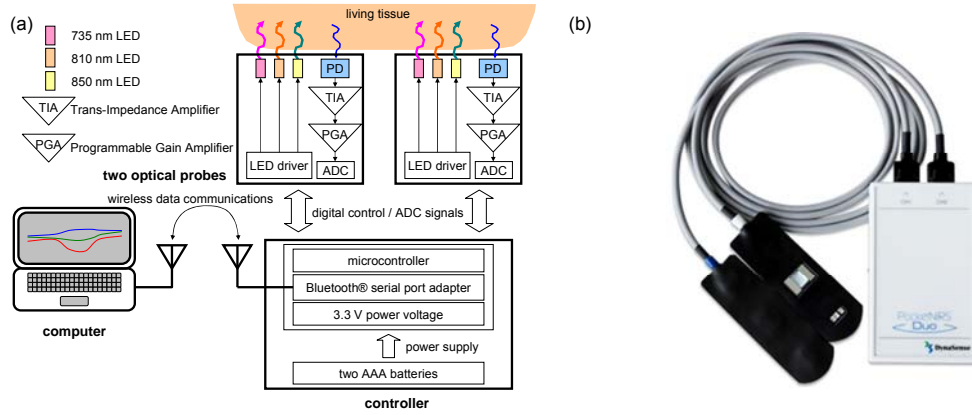 (a)
735 nm LED
810 nm LED
850 nm LED
TIA
Trans-Impedance Amplifier
PGA
Programmable Gain Amplifier
two optical probes
living tissue
PD
TIA
PGA
LED driver
ADC
PD
TIA
PGA
LED driver
ADC
wireless data communications
digital control / ADC signals
computer
microcontroller
Bluetooth® serial port adapter
3.3 V power voltage
power supply
two AAA batteries
controller
(b)
PocketNIRS
Duo
DynaSense